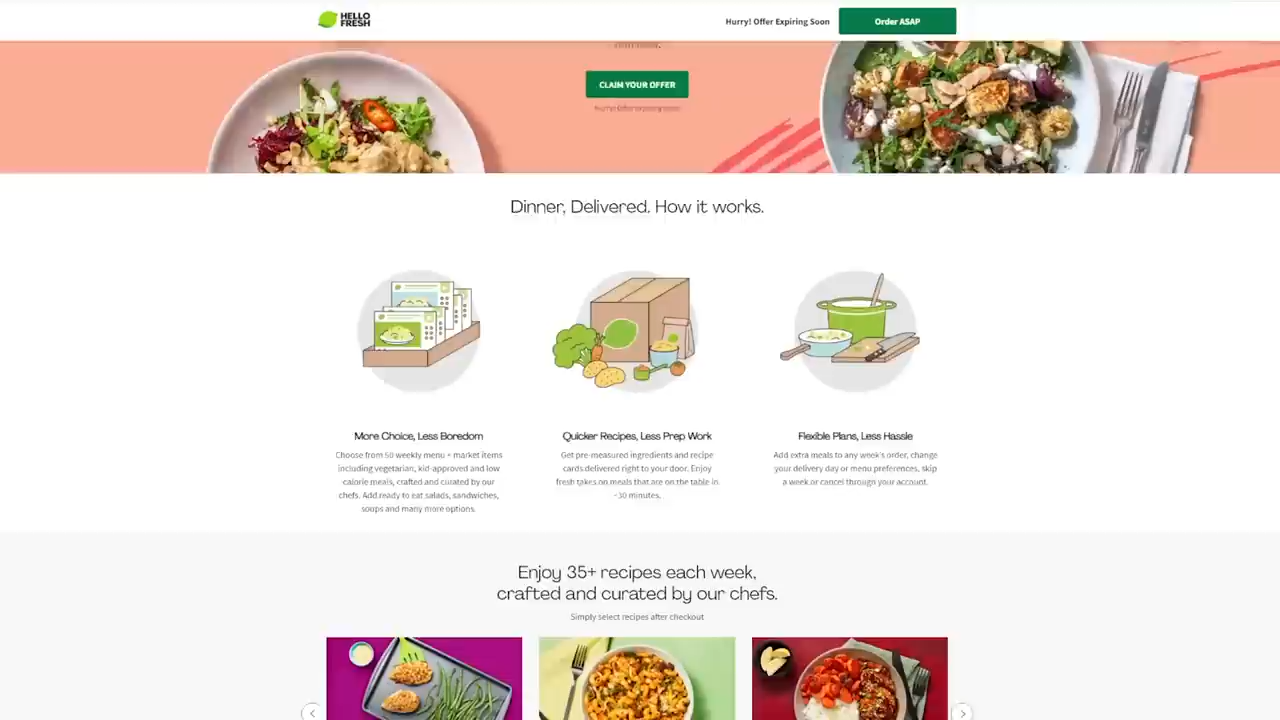 HELLO
FRESH
Hurry! Offer Expiring Soon
Order ASAP
CLAIM YOUR OFFER
Hurry! Offer expiring soon
Dinner, Delivered. How it works.
More Choice, Less Boredom
Choose from 50 weekly menu + market items
including vegetarian, kid-approved and low
calorie meals, crafted and curated by our
chefs. Add ready to eat salads, sandwiches,
soups and many more options.
Quicker Recipes, Less Prep Work
Get pre-measured ingredients and recipe
cards delivered right to your door. Enjoy
fresh takes on meals that are on the table in
~30 minutes.
Flexible Plans, Less Hassle
Add extra meals to any week's order, change
your delivery day or menu preferences, skip
a week or cancel through your account.
Enjoy 35+ recipes each week,
crafted and curated by our chefs.
Simply select recipes after checkout